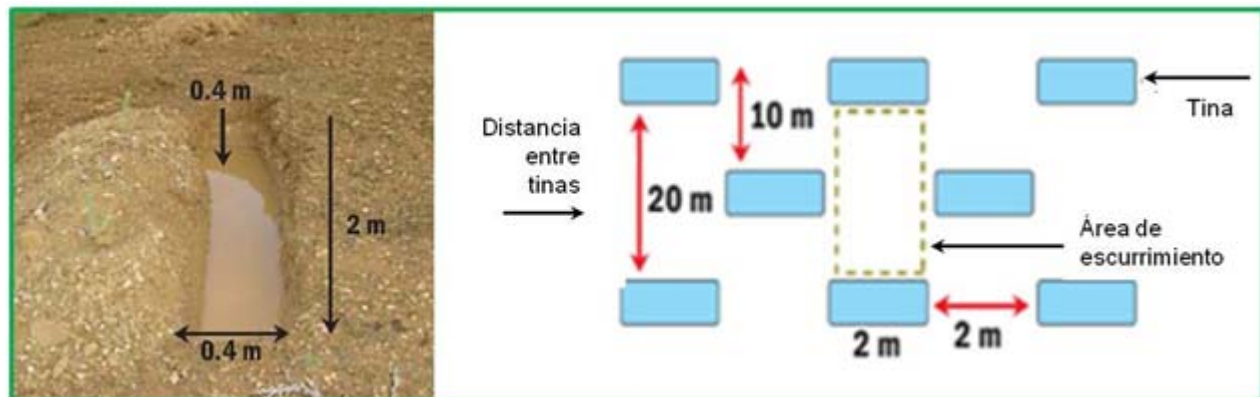 0.4 m
2 m
0.4 m
Distancia
entre
tinas
10 m
20 m
Tina
Área de
escurrimiento
2 m
2 m